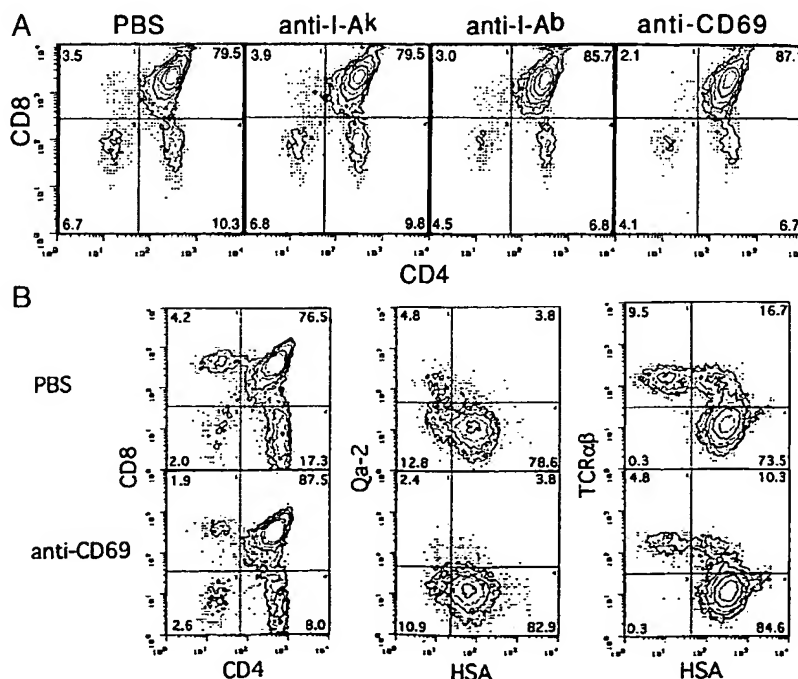 A
PBS anti-I-Ak anti-I-Ab anti-CD69
CD8
3.5 79.5 3.9 79.5 3.0 85.7 2.1 87.1
6.7 10.3 6.8 9.8 4.5 6.8 4.1 6.7
CD4
B
PBS
anti-CD69
CD8
4.2 76.5
2.0 17.3
1.9 87.5
2.6 8.0
CD4
Qa-2
4.8 3.8
12.8 78.6
2.4 3.8
10.9 82.9
HSA
TCRαβ
9.5 16.7
0.3 73.5
4.8 10.3
0.3 84.6
HSA